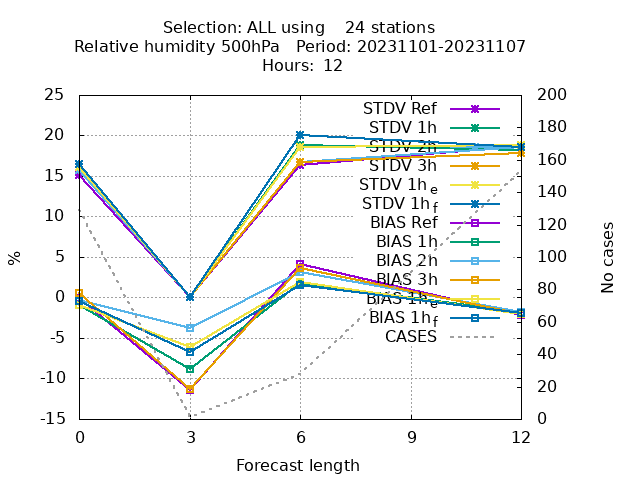 Selection: ALL using    24 stations
Relative humidity 500hPa   Period: 20231101-20231107
Hours: 12
25
20
15
10
5
0
-5
-10
-15
%
200
180
160
140
120
100
80
60
40
20
0
No cases
STDV Ref
STDV 1h
STDV 2h
STDV 3h
STDV 1h e
STDV 1h f
BIAS Ref
BIAS 1h
BIAS 2h
BIAS 3h
BIAS 1h e
BIAS 1h f
CASES
0 3 6 9 12
Forecast length